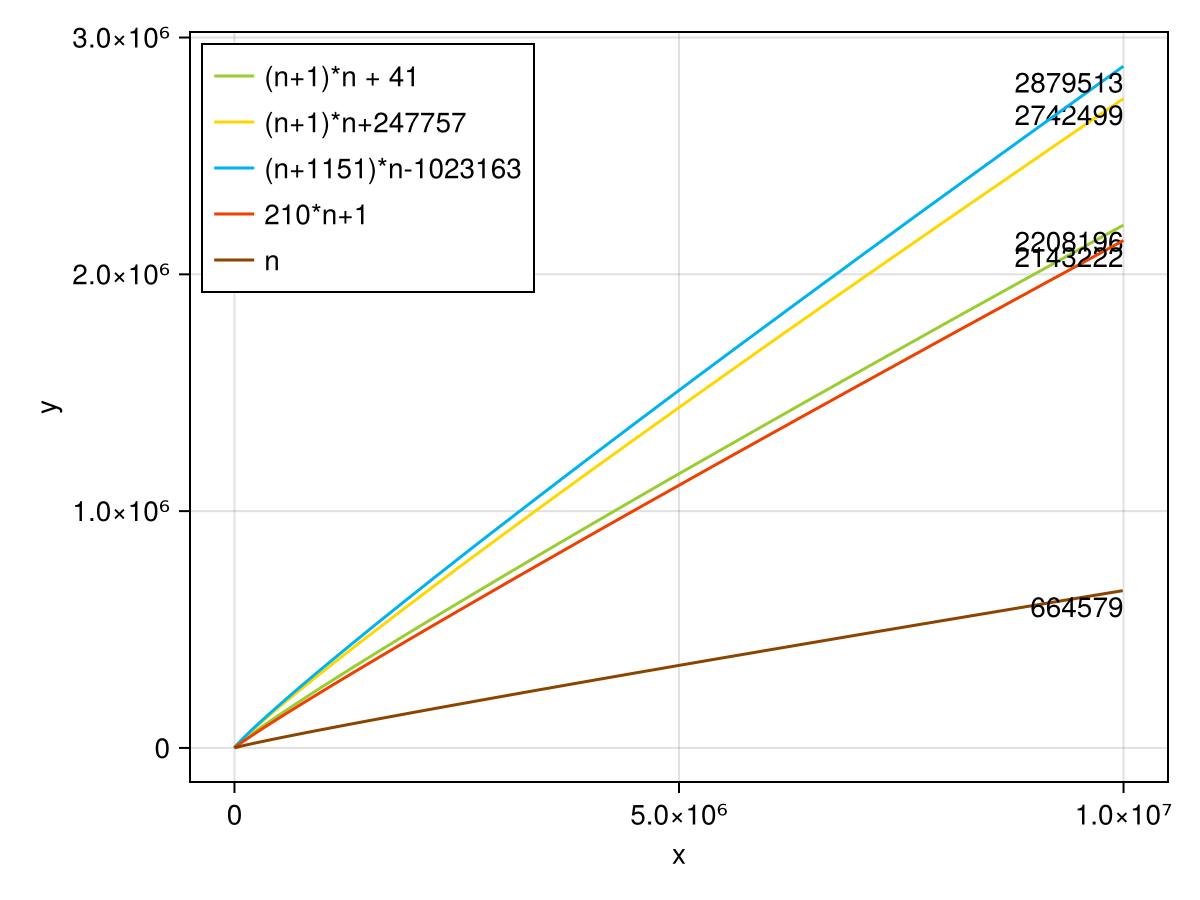 3.0×10⁶
2.0×10⁶
1.0×10⁶
0
y
(n+1)*n + 41
(n+1)*n+247757
(n+1151)*n-1023163
210*n+1
n
2879513
2742499
2208196
2143222
664579
0
5.0×10⁶
1.0×10⁷
x